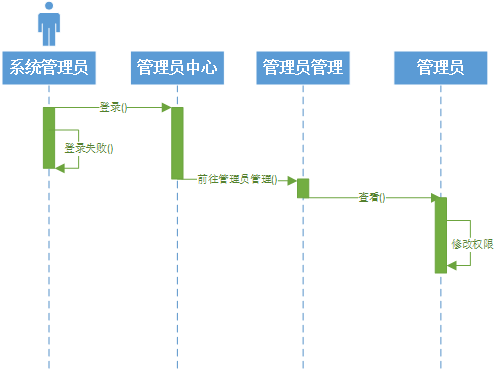 系统管理员
管理员中心
管理员管理
管理员
登录()
登录失败()
前往管理员管理()
查看()
修改权限